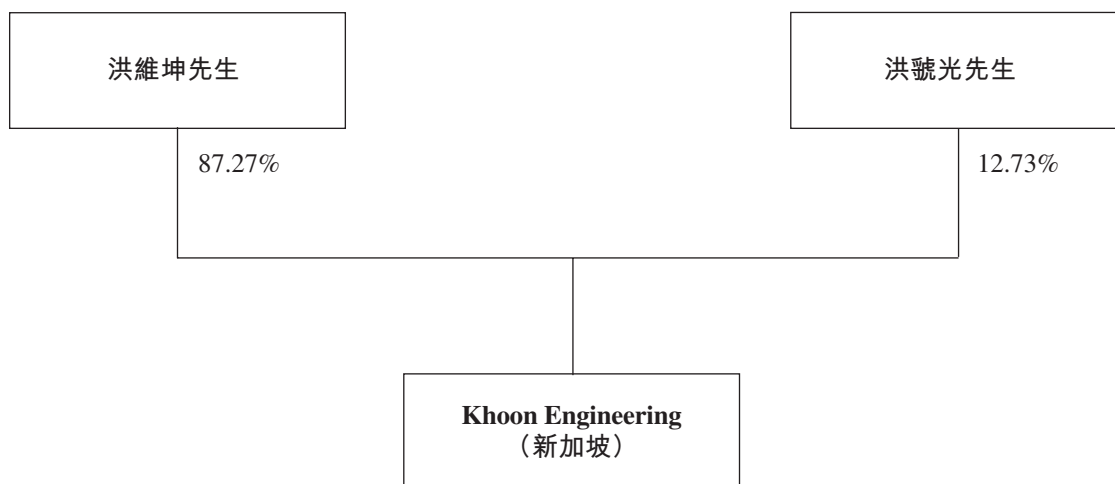 洪維坤先生
洪虢光先生
87.27%
12.73%
Khoon Engineering
（新加坡）